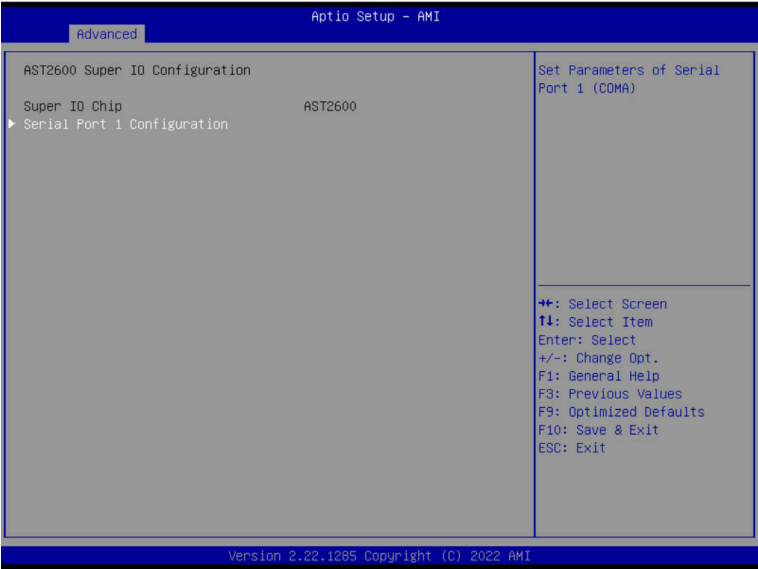 Aptio Setup – AMI
Advanced
AST2600 Super IO Configuration
Super IO Chip AST2600
▶ Serial Port 1 Configuration
Set Parameters of Serial
Port 1 (COMA)
→←: Select Screen
↑↓: Select Item
Enter: Select
+/-: Change Opt.
F1: General Help
F3: Previous Values
F9: Optimized Defaults
F10: Save & Exit
ESC: Exit
Version 2.22.1285 Copyright (C) 2022 AMI